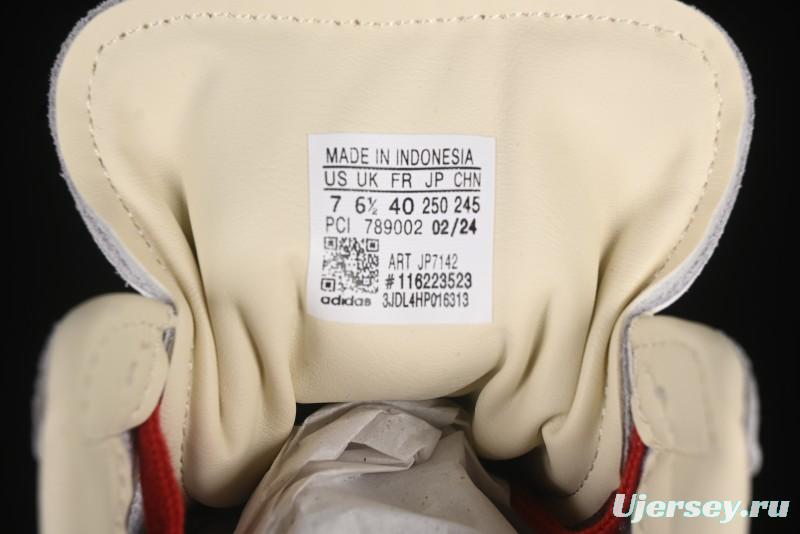 MADE IN INDONESIA
US UK FR JP CHN
7 6½ 40 250 245
PCI 789002 02/24
ART JP7142
#116223523
adidas 3JDL4HP016313
Ujersey.ru